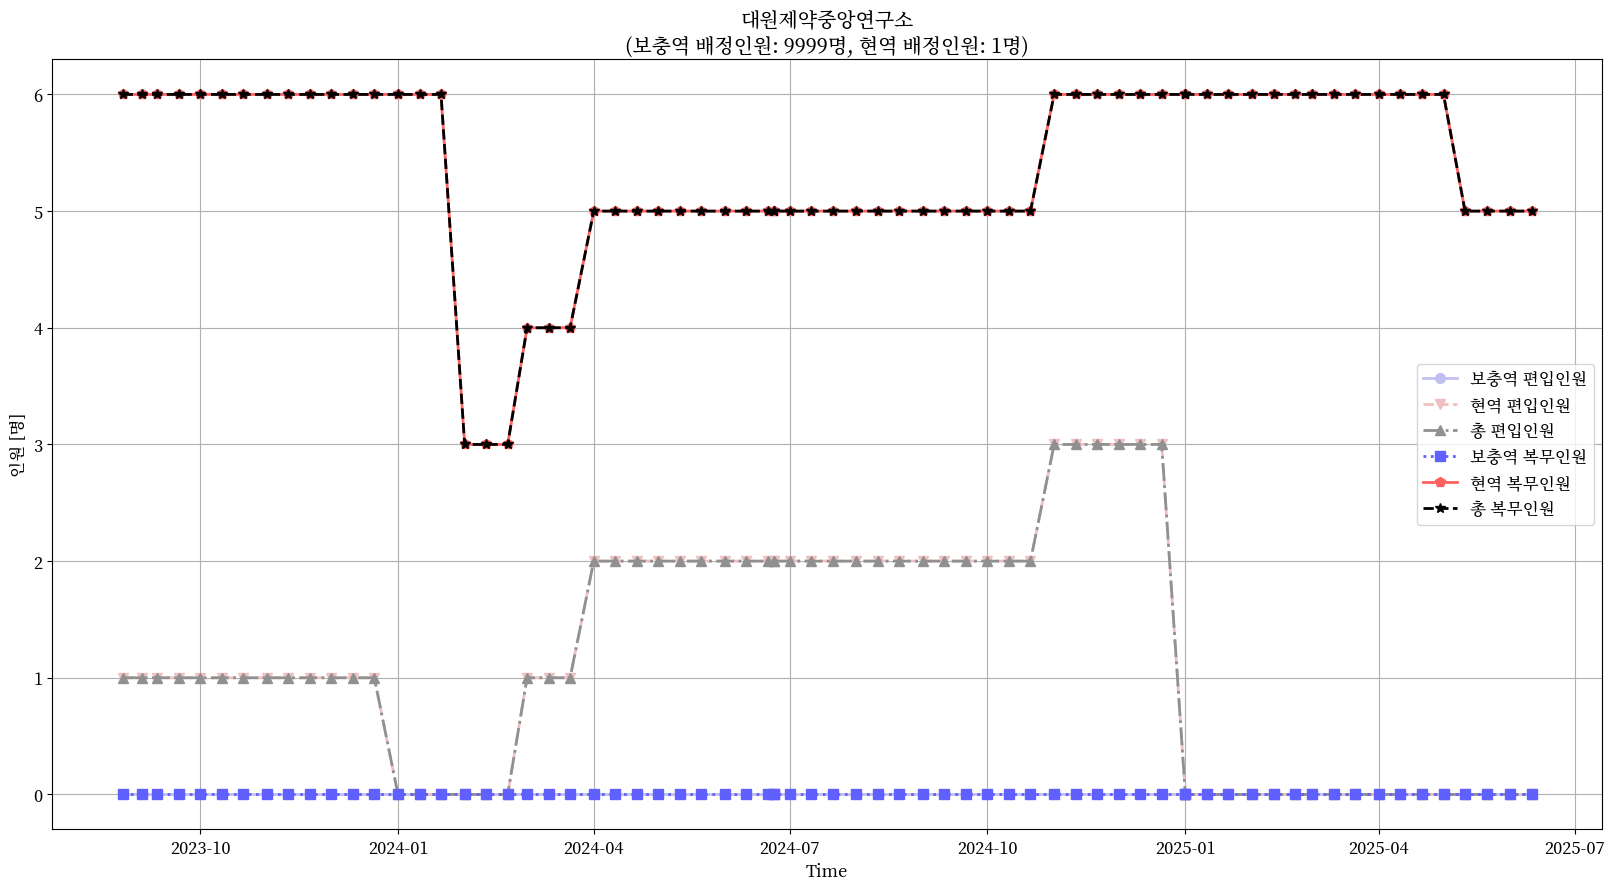 대원제약중앙연구소
(보충역 배정인원: 9999명, 현역 배정인원: 1명)
6
5
4
3
2
1
0
인원 [명]
보충역 편입인원
현역 편입인원
총 편입인원
보충역 복무인원
현역 복무인원
총 복무인원
2023-10
2024-01
2024-04
2024-07
2024-10
2025-01
2025-04
2025-07
Time